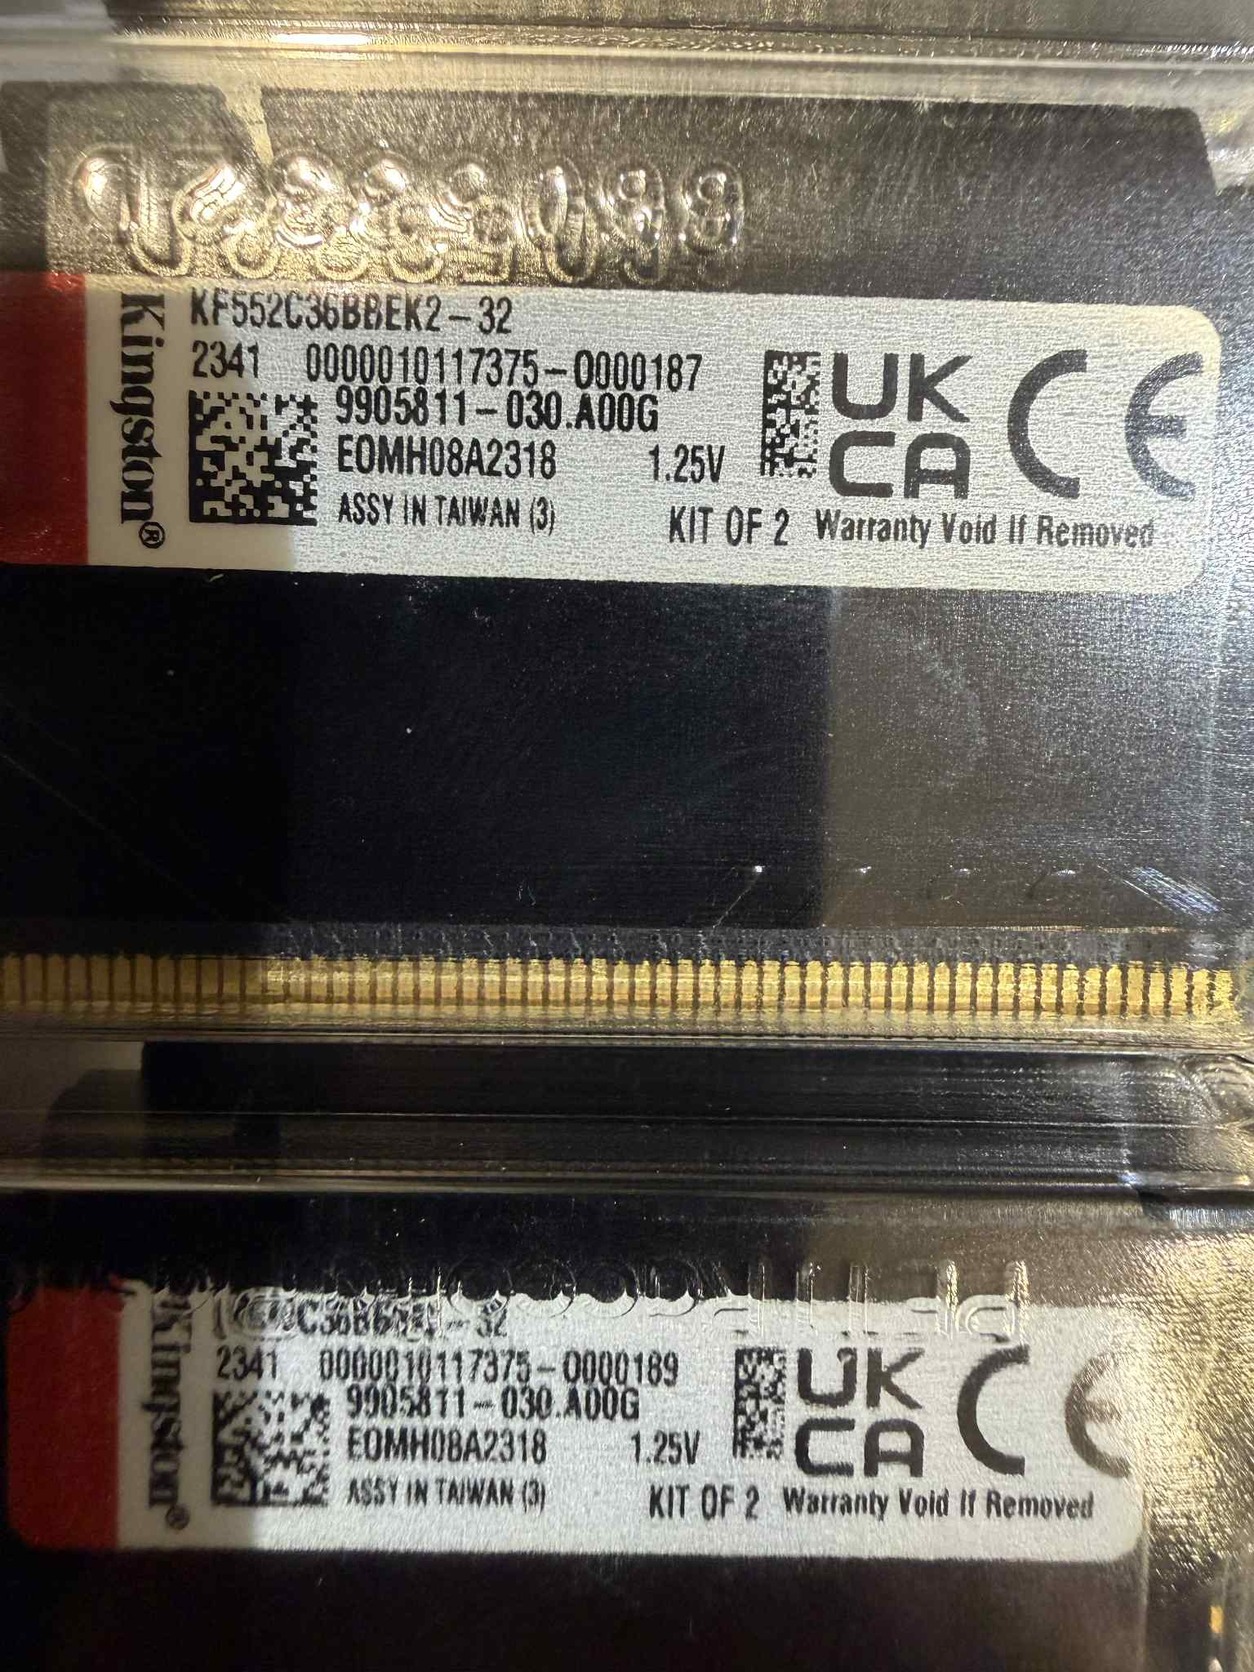 Kingston®
KF552C36BBEK2-32
2341 0000010117375-0000187
9905811-030.A00G
EOMH08A2318 1.25V
ASSY IN TAIWAN (3)
KIT OF 2 Warranty Void If Removed
UK
CA
CE
Kingston®
2341 0000010117375-0000189
9905811-030.A00G
EOMH08A2318 1.25V
ASSY IN TAIWAN (3)
KIT OF 2 Warranty Void If Removed
UK
CA
CE